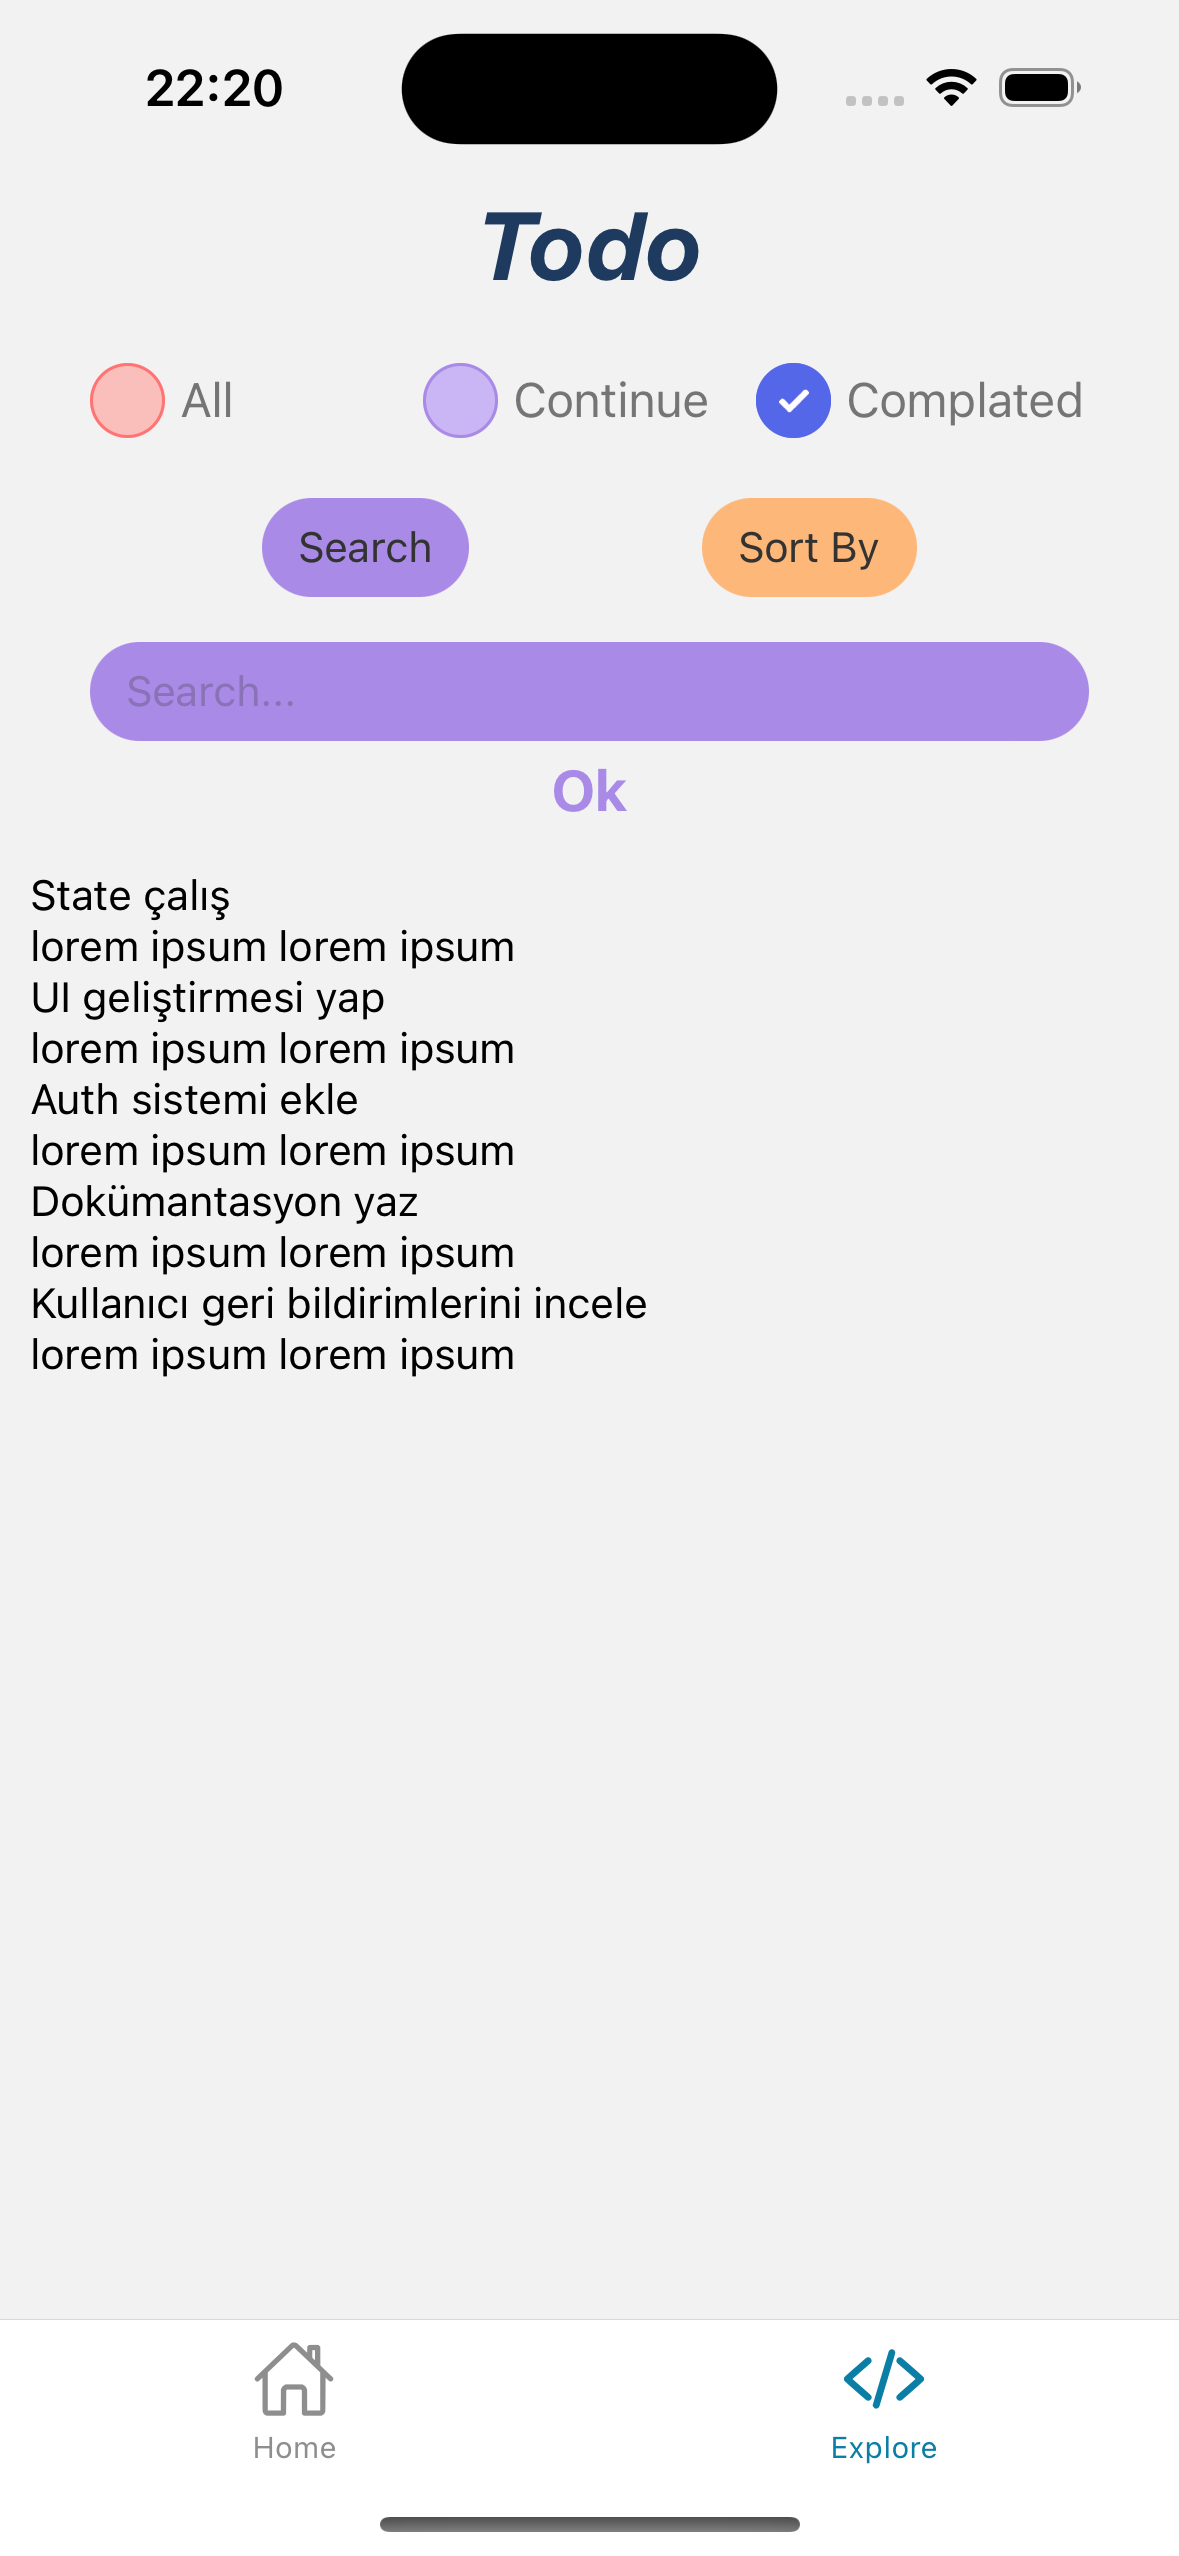 22:20
Todo
All
Continue
Complated
Search
Sort By
Search...
Ok
State çalış
lorem ipsum lorem ipsum
UI geliştirmesi yap
lorem ipsum lorem ipsum
Auth sistemi ekle
lorem ipsum lorem ipsum
Dokümantasyon yaz
lorem ipsum lorem ipsum
Kullanıcı geri bildirimlerini incele
lorem ipsum lorem ipsum
Home
Explore